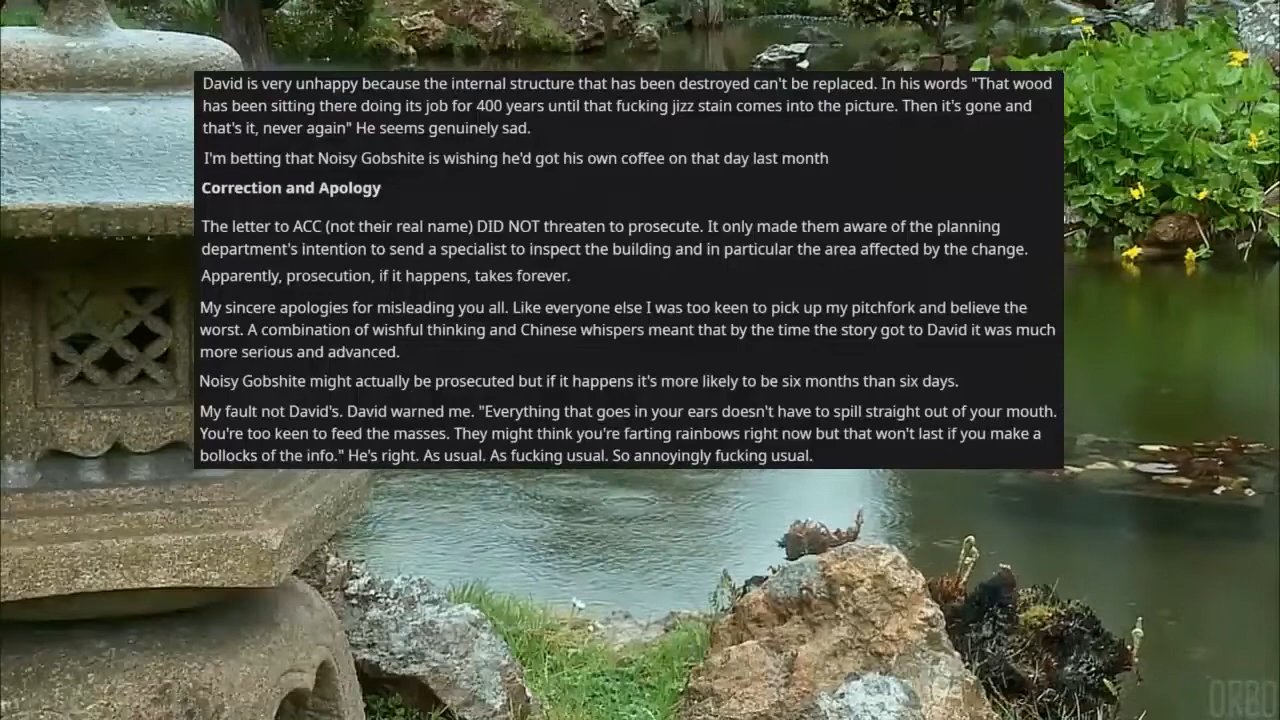 David is very unhappy because the internal structure that has been destroyed can't be replaced. In his words "That wood
has been sitting there doing its job for 400 years until that fucking jizz stain comes into the picture. Then it's gone and
that's it, never again" He seems genuinely sad.
I'm betting that Noisy Gobshite is wishing he'd got his own coffee on that day last month
Correction and Apology
The letter to ACC (not their real name) DID NOT threaten to prosecute. It only made them aware of the planning
department's intention to send a specialist to inspect the building and in particular the area affected by the change.
Apparently, prosecution, if it happens, takes forever.
My sincere apologies for misleading you all. Like everyone else I was too keen to pick up my pitchfork and believe the
worst. A combination of wishful thinking and Chinese whispers meant that by the time the story got to David it was much
more serious and advanced.
Noisy Gobshite might actually be prosecuted but if it happens it's more likely to be six months than six days.
My fault not David's. David warned me. "Everything that goes in your ears doesn't have to spill straight out of your mouth.
You're too keen to feed the masses. They might think you're farting rainbows right now but that won't last if you make a
bollocks of the info." He's right. As usual. As fucking usual. So annoyingly fucking usual.
ORBO